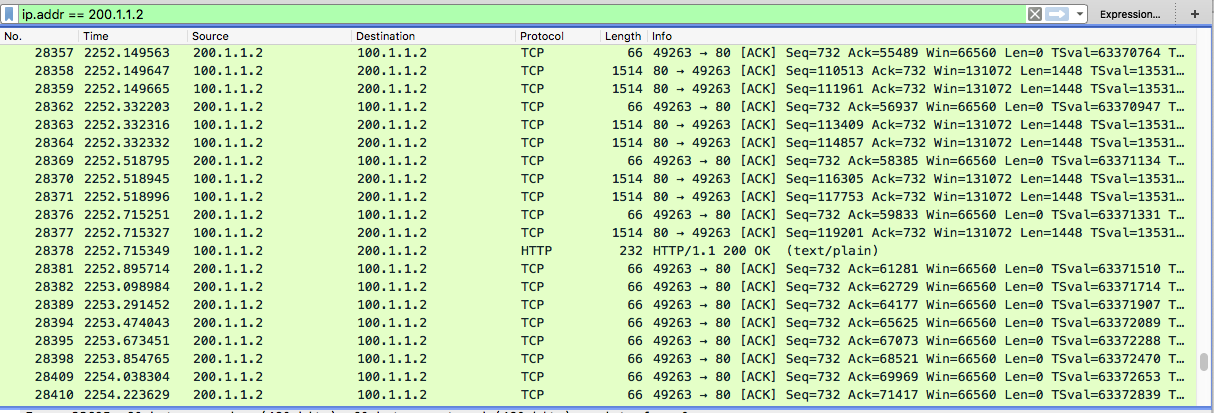 ip.addr == 200.1.1.2 Expression... +
No. Time Source Destination Protocol Length Info
28357 2252.149563 200.1.1.2 100.1.1.2 TCP 66 49263 → 80 [ACK] Seq=732 Ack=55489 Win=66560 Len=0 TSval=63370764 T…
28358 2252.149647 100.1.1.2 200.1.1.2 TCP 1514 80 → 49263 [ACK] Seq=110513 Ack=732 Win=131072 Len=1448 TSval=13531…
28359 2252.149665 100.1.1.2 200.1.1.2 TCP 1514 80 → 49263 [ACK] Seq=111961 Ack=732 Win=131072 Len=1448 TSval=13531…
28362 2252.332203 200.1.1.2 100.1.1.2 TCP 66 49263 → 80 [ACK] Seq=732 Ack=56937 Win=66560 Len=0 TSval=63370947 T…
28363 2252.332316 100.1.1.2 200.1.1.2 TCP 1514 80 → 49263 [ACK] Seq=113409 Ack=732 Win=131072 Len=1448 TSval=13531…
28364 2252.332332 100.1.1.2 200.1.1.2 TCP 1514 80 → 49263 [ACK] Seq=114857 Ack=732 Win=131072 Len=1448 TSval=13531…
28369 2252.518795 200.1.1.2 100.1.1.2 TCP 66 49263 → 80 [ACK] Seq=732 Ack=58385 Win=66560 Len=0 TSval=63371134 T…
28370 2252.518945 100.1.1.2 200.1.1.2 TCP 1514 80 → 49263 [ACK] Seq=116305 Ack=732 Win=131072 Len=1448 TSval=13531…
28371 2252.518996 100.1.1.2 200.1.1.2 TCP 1514 80 → 49263 [ACK] Seq=117753 Ack=732 Win=131072 Len=1448 TSval=13531…
28376 2252.715251 200.1.1.2 100.1.1.2 TCP 66 49263 → 80 [ACK] Seq=732 Ack=59833 Win=66560 Len=0 TSval=63371331 T…
28377 2252.715327 100.1.1.2 200.1.1.2 TCP 1514 80 → 49263 [ACK] Seq=119201 Ack=732 Win=131072 Len=1448 TSval=13531…
28378 2252.715349 100.1.1.2 200.1.1.2 HTTP 232 HTTP/1.1 200 OK (text/plain)
28381 2252.895714 200.1.1.2 100.1.1.2 TCP 66 49263 → 80 [ACK] Seq=732 Ack=61281 Win=66560 Len=0 TSval=63371510 T…
28382 2253.098984 200.1.1.2 100.1.1.2 TCP 66 49263 → 80 [ACK] Seq=732 Ack=62729 Win=66560 Len=0 TSval=63371714 T…
28389 2253.291452 200.1.1.2 100.1.1.2 TCP 66 49263 → 80 [ACK] Seq=732 Ack=64177 Win=66560 Len=0 TSval=63371907 T…
28394 2253.474043 200.1.1.2 100.1.1.2 TCP 66 49263 → 80 [ACK] Seq=732 Ack=65625 Win=66560 Len=0 TSval=63372089 T…
28395 2253.673451 200.1.1.2 100.1.1.2 TCP 66 49263 → 80 [ACK] Seq=732 Ack=67073 Win=66560 Len=0 TSval=63372288 T…
28398 2253.854765 200.1.1.2 100.1.1.2 TCP 66 49263 → 80 [ACK] Seq=732 Ack=68521 Win=66560 Len=0 TSval=63372470 T…
28409 2254.038304 200.1.1.2 100.1.1.2 TCP 66 49263 → 80 [ACK] Seq=732 Ack=69969 Win=66560 Len=0 TSval=63372653 T…
28410 2254.223629 200.1.1.2 100.1.1.2 TCP 66 49263 → 80 [ACK] Seq=732 Ack=71417 Win=66560 Len=0 TSval=63372839 T…